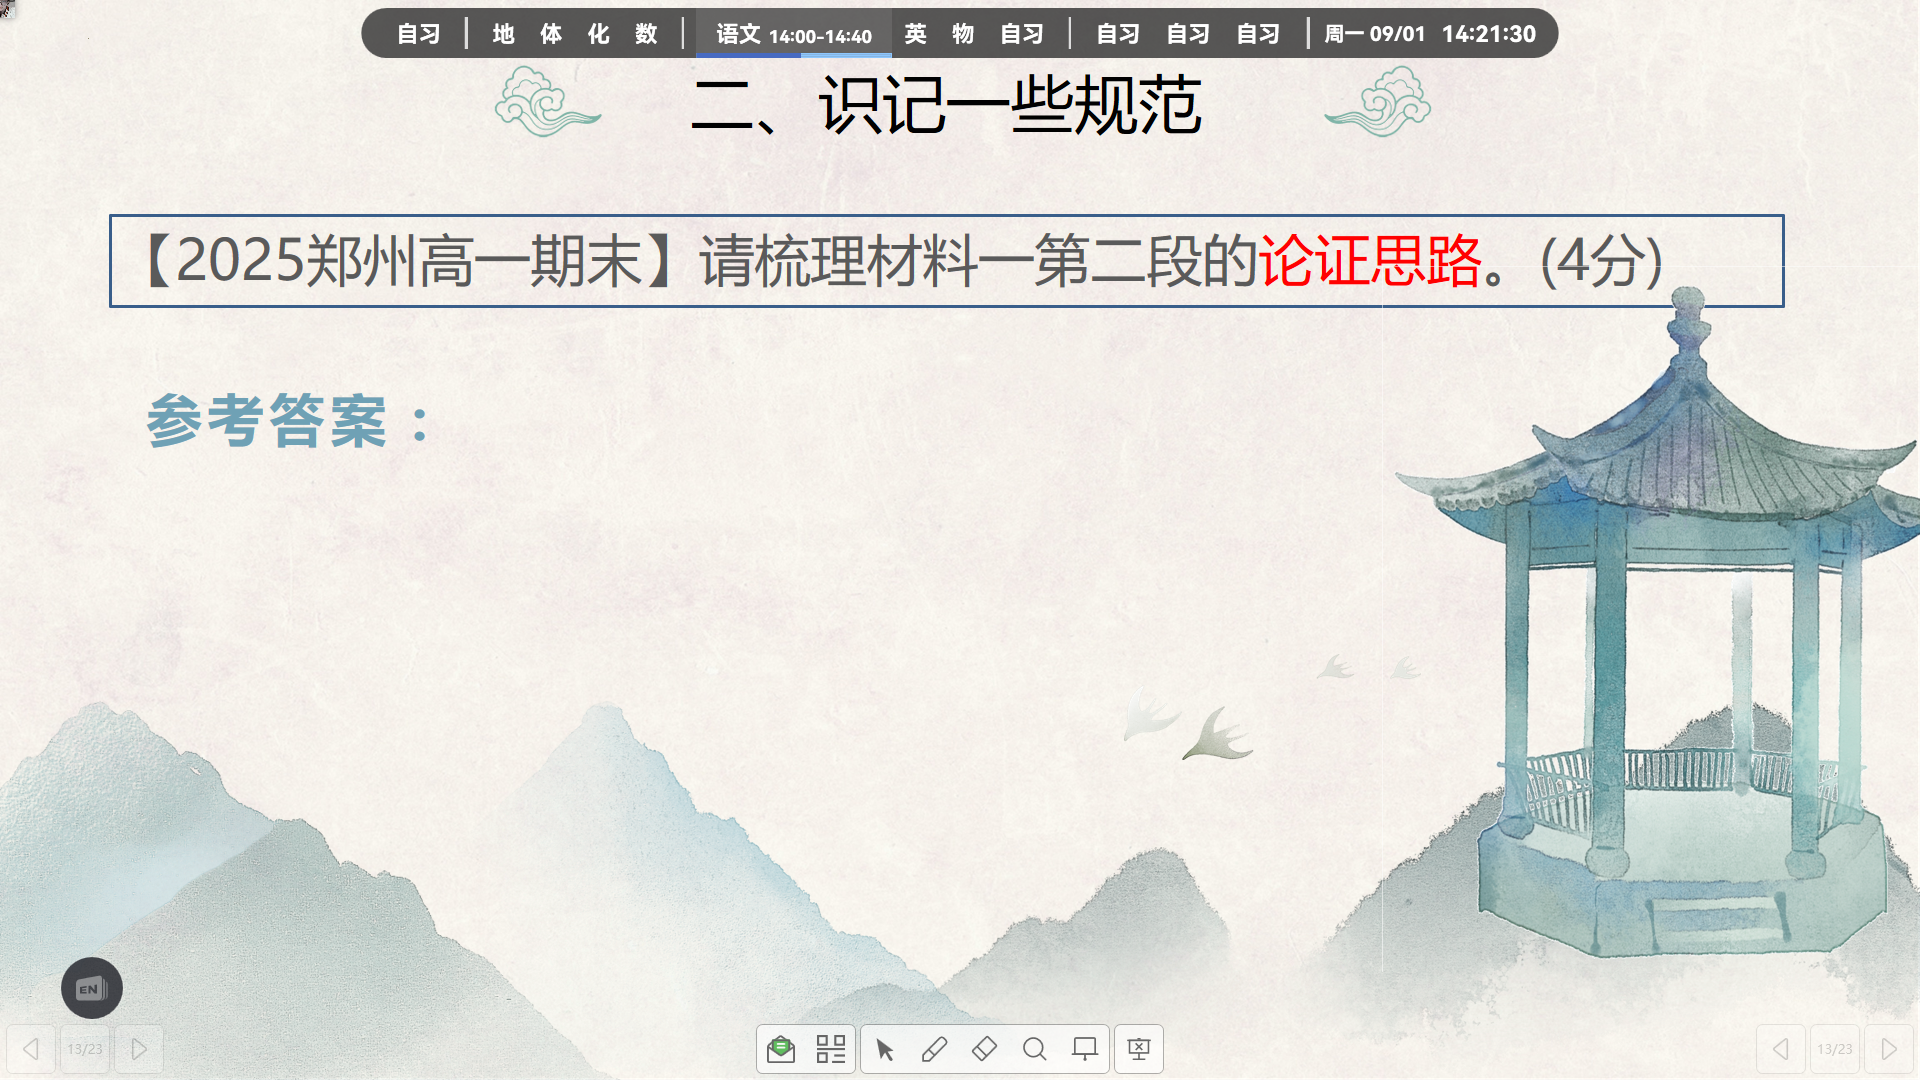 自习 地 体 化 数 语文 14:00-14:40 英 物 自习 自习 自习 自习 周一 09/01 14:21:30
二、识记一些规范
【2025郑州高一期末】请梳理材料一第二段的论证思路。(4分)
参考答案：
EN
13/23
13/23